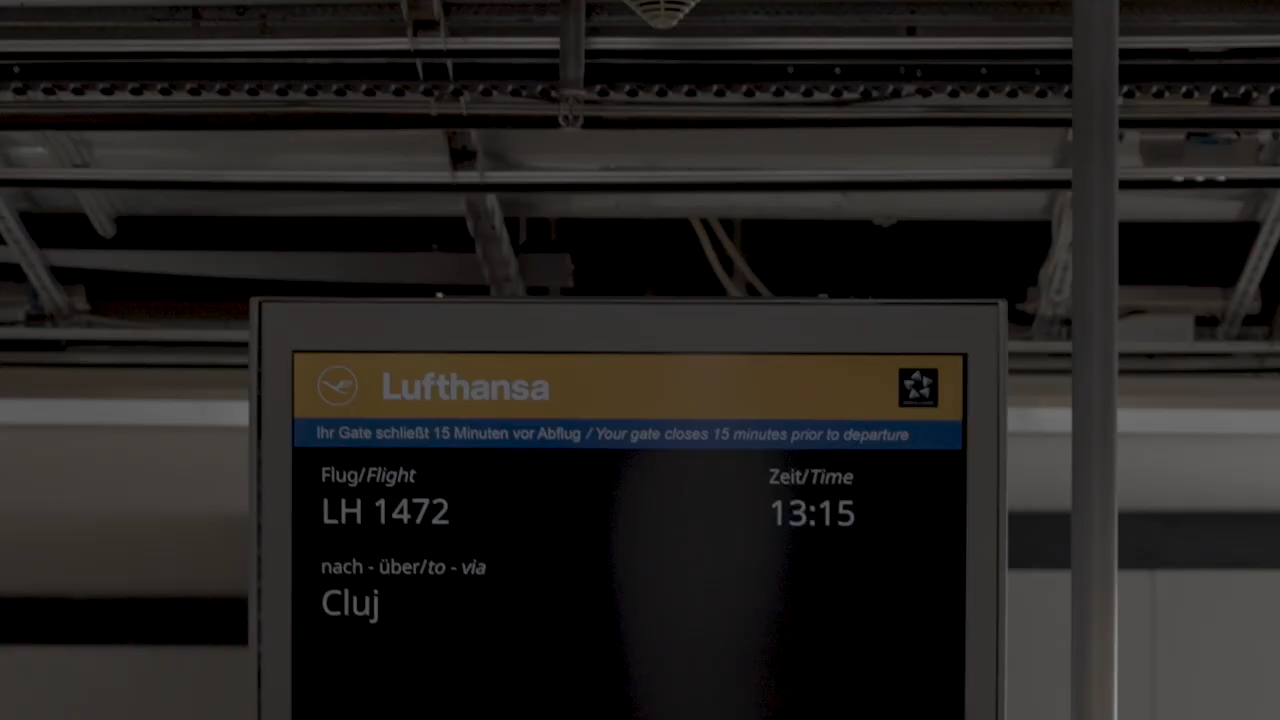 Lufthansa
Ihr Gate schließt 15 Minuten vor Abflug / Your gate closes 15 minutes prior to departure
Flug/Flight
Zeit/Time
LH 1472
13:15
nach - über/to - via
Cluj